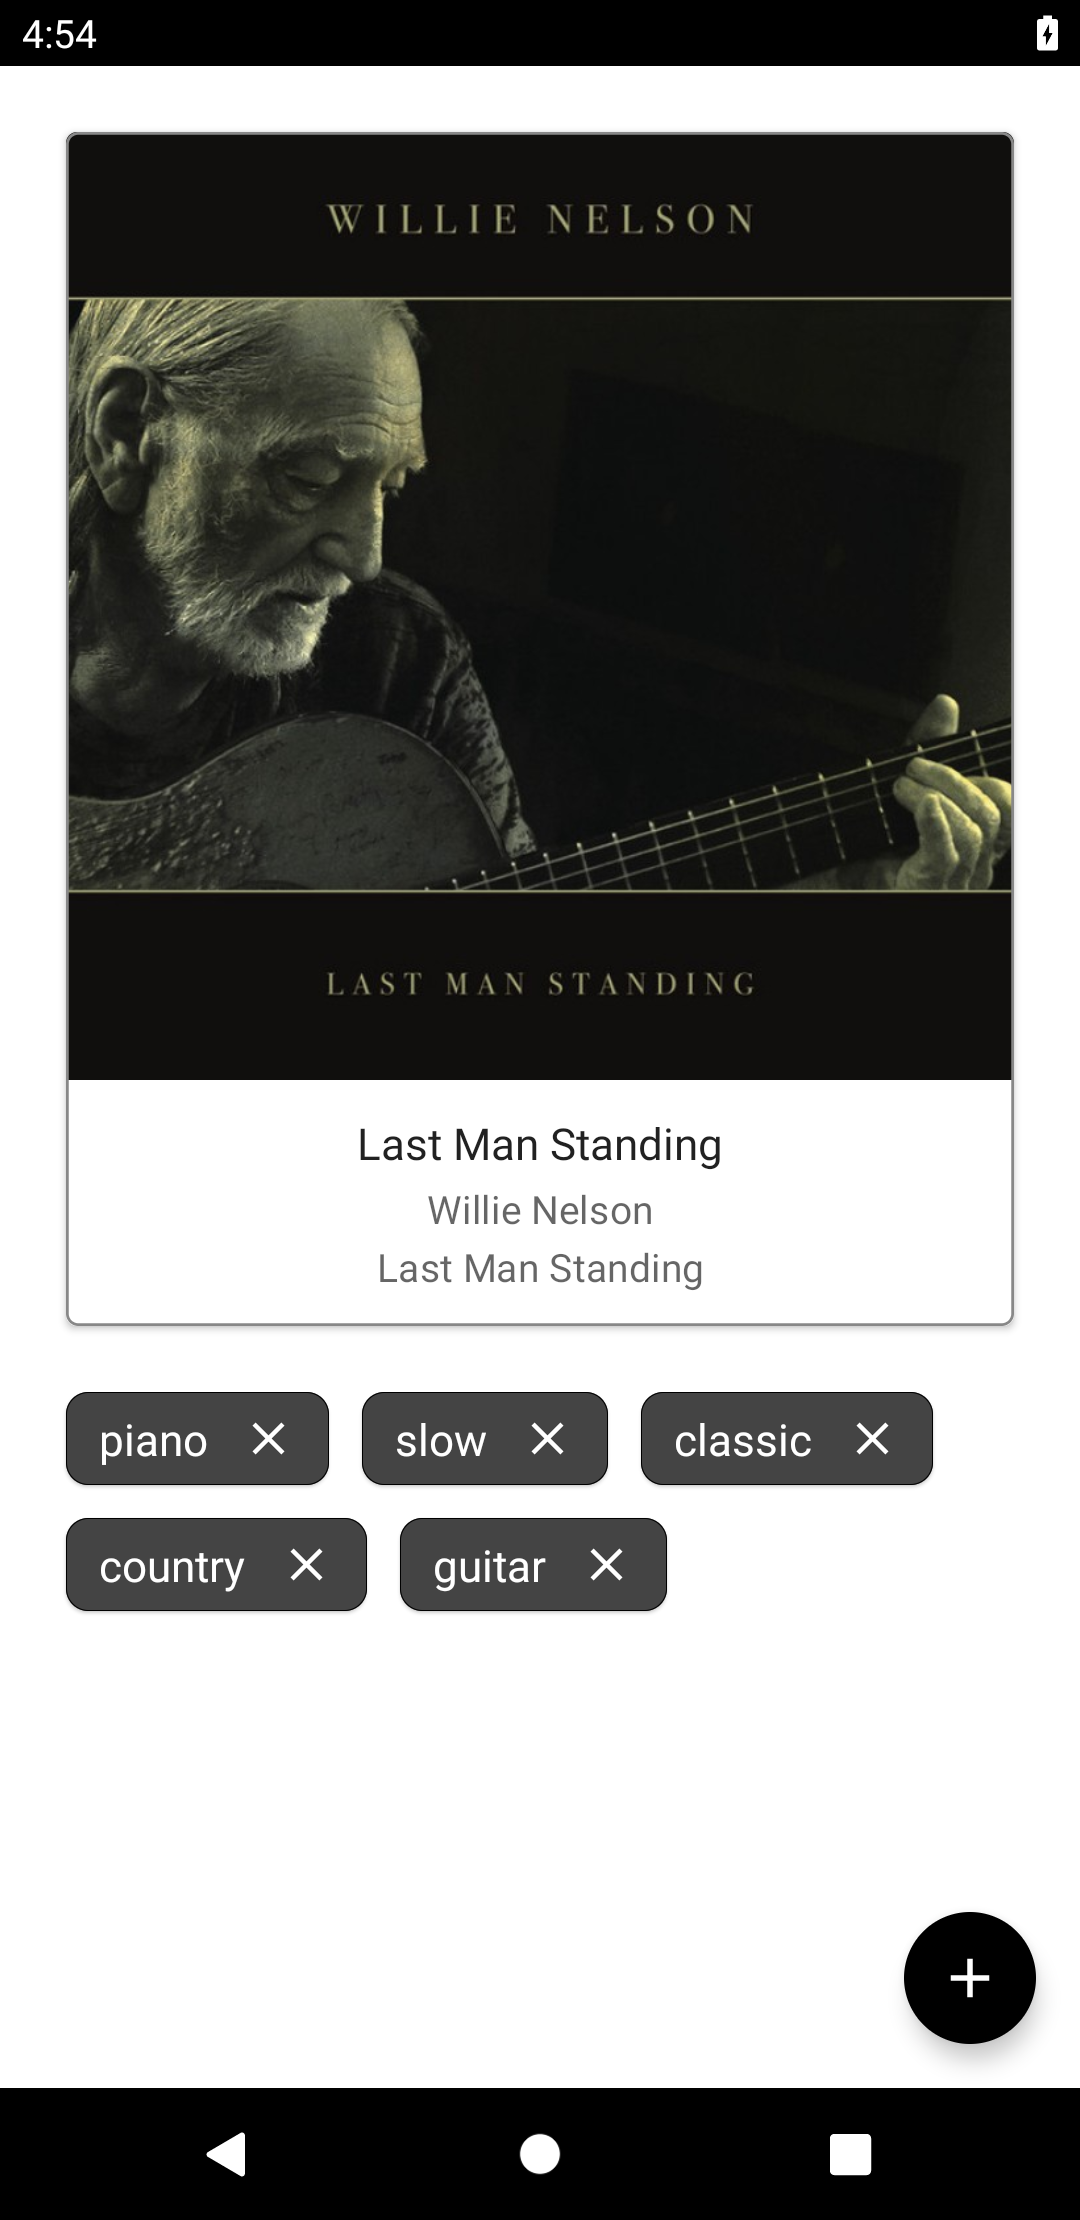 4:54
WILLIE NELSON
LAST MAN STANDING
Last Man Standing
Willie Nelson
Last Man Standing
piano
slow
classic
country
guitar